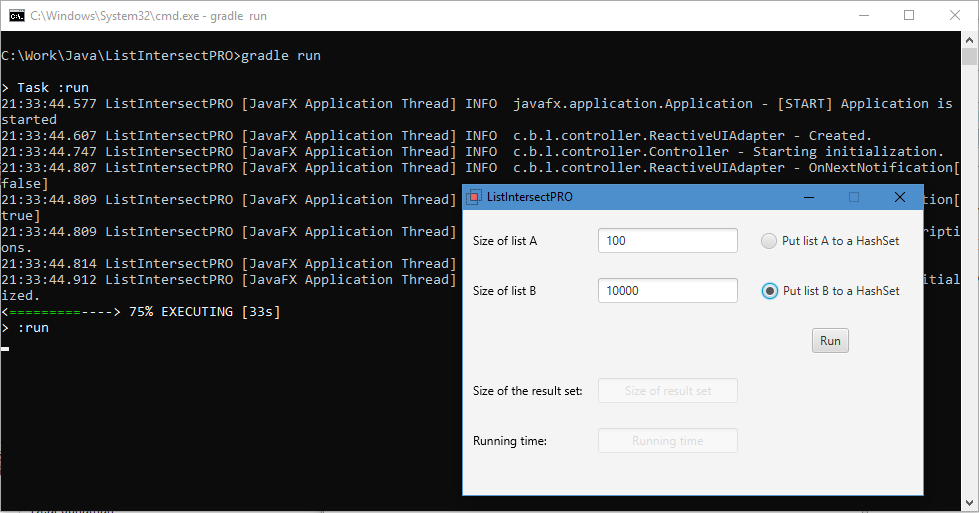 C:\Windows\System32\cmd.exe - gradle run
C:\Work\Java\ListIntersectPRO>gradle run
> Task :run
21:33:44.577 ListIntersectPRO [JavaFX Application Thread] INFO javafx.application.Application - [START] Application is
started
21:33:44.607 ListIntersectPRO [JavaFX Application Thread] INFO c.b.l.controller.ReactiveUIAdapter - Created.
21:33:44.747 ListIntersectPRO [JavaFX Application Thread] INFO c.b.l.controller.Controller - Starting initialization.
21:33:44.807 ListIntersectPRO [JavaFX Application Thread] INFO c.b.l.controller.ReactiveUIAdapter - OnNextNotification[
false]
21:33:44.809 ListIntersectPRO [JavaFX Application Thread]
true]
21:33:44.809 ListIntersectPRO [JavaFX Application Thread]
ons.
21:33:44.814 ListIntersectPRO [JavaFX Application Thread]
21:33:44.912 ListIntersectPRO [JavaFX Application Thread]
ized.
<=========----> 75% EXECUTING [33s]
> :run
ListIntersectPRO
Size of list A 100 Put list A to a HashSet
Size of list B 10000 Put list B to a HashSet
Run
Size of the result set: Size of result set
Running time: Running time